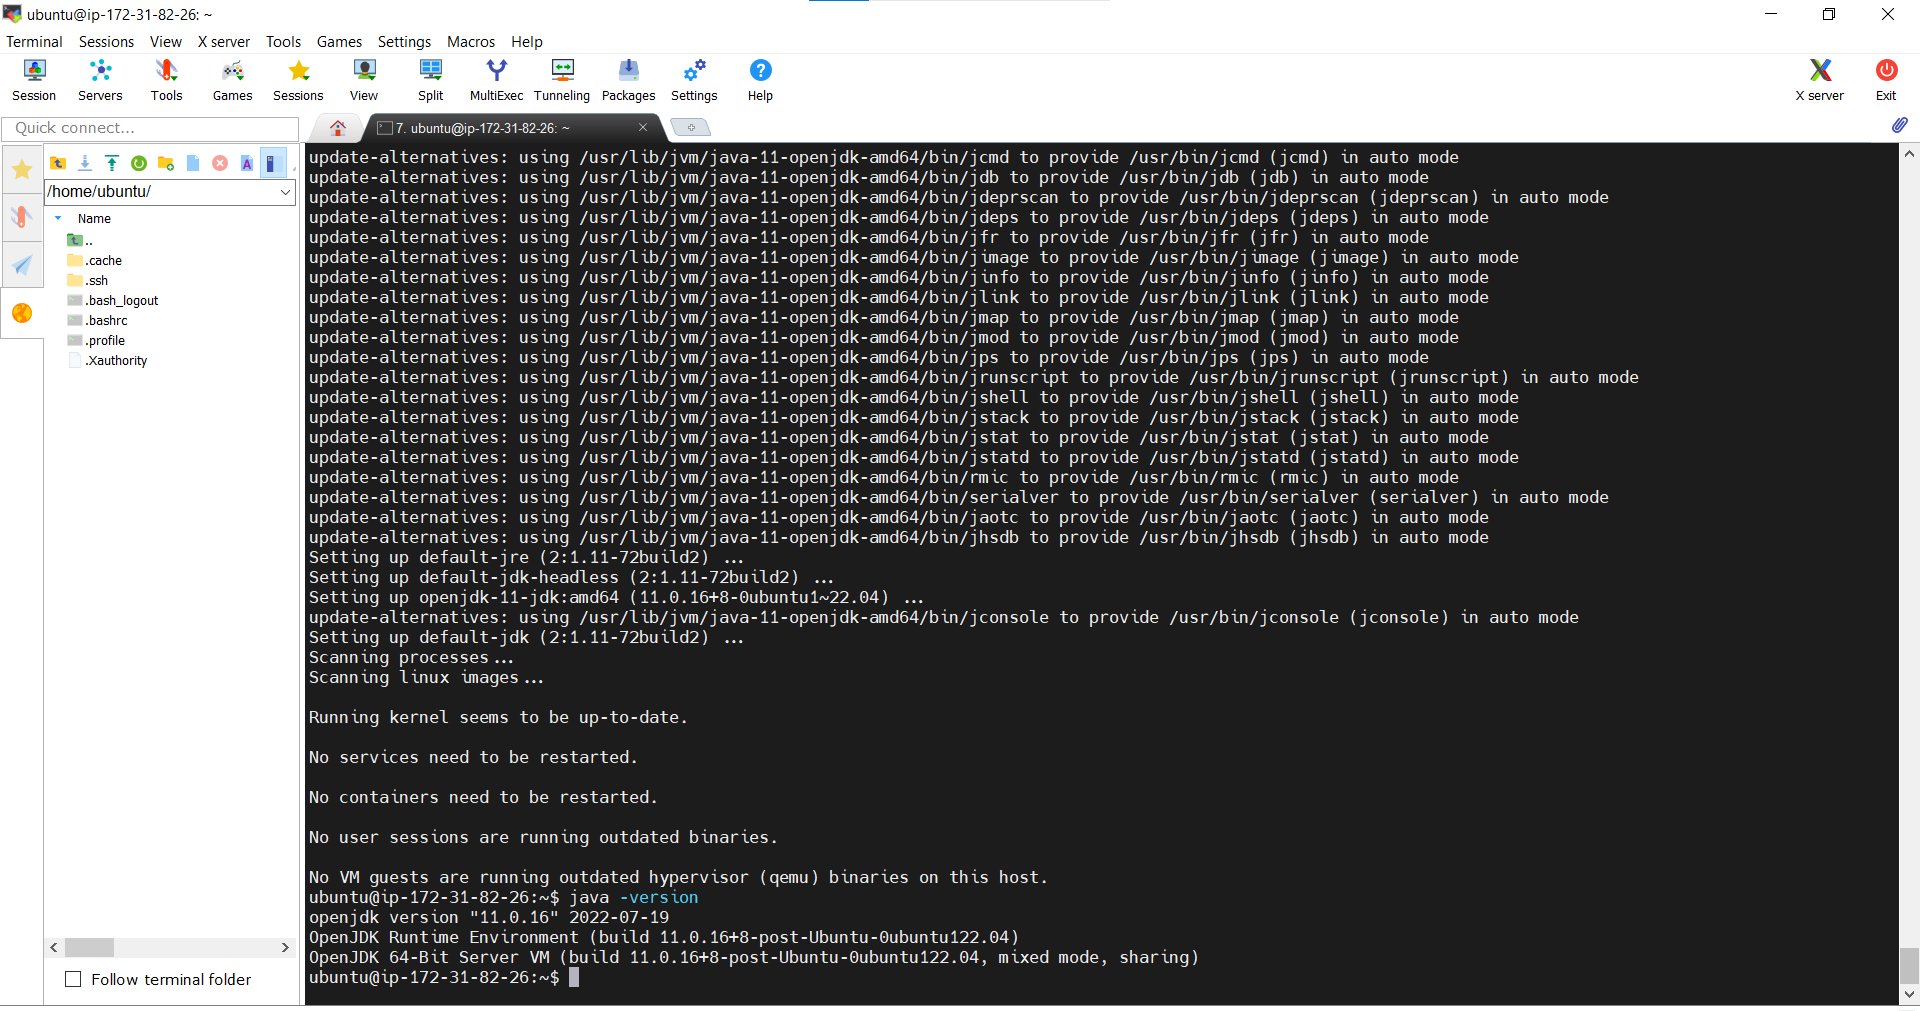 ubuntu@ip-172-31-82-26: ~
Terminal Sessions View X server Tools Games Settings Macros Help
Session Servers Tools Games Sessions View Split MultiExec Tunneling Packages Settings Help X server Exit
Quick connect...
7. ubuntu@ip-172-31-82-26: ~
/home/ubuntu/
Name
..
.cache
.ssh
.bash_logout
.bashrc
.profile
.Xauthority
Follow terminal folder
update-alternatives: using /usr/lib/jvm/java-11-openjdk-amd64/bin/jcmd to provide /usr/bin/jcmd (jcmd) in auto mode
update-alternatives: using /usr/lib/jvm/java-11-openjdk-amd64/bin/jdb to provide /usr/bin/jdb (jdb) in auto mode
update-alternatives: using /usr/lib/jvm/java-11-openjdk-amd64/bin/jdeprscan to provide /usr/bin/jdeprscan (jdeprscan) in auto mode
update-alternatives: using /usr/lib/jvm/java-11-openjdk-amd64/bin/jdeps to provide /usr/bin/jdeps (jdeps) in auto mode
update-alternatives: using /usr/lib/jvm/java-11-openjdk-amd64/bin/jfr to provide /usr/bin/jfr (jfr) in auto mode
update-alternatives: using /usr/lib/jvm/java-11-openjdk-amd64/bin/jimage to provide /usr/bin/jimage (jimage) in auto mode
update-alternatives: using /usr/lib/jvm/java-11-openjdk-amd64/bin/jinfo to provide /usr/bin/jinfo (jinfo) in auto mode
update-alternatives: using /usr/lib/jvm/java-11-openjdk-amd64/bin/jlink to provide /usr/bin/jlink (jlink) in auto mode
update-alternatives: using /usr/lib/jvm/java-11-openjdk-amd64/bin/jmap to provide /usr/bin/jmap (jmap) in auto mode
update-alternatives: using /usr/lib/jvm/java-11-openjdk-amd64/bin/jmod to provide /usr/bin/jmod (jmod) in auto mode
update-alternatives: using /usr/lib/jvm/java-11-openjdk-amd64/bin/jps to provide /usr/bin/jps (jps) in auto mode
update-alternatives: using /usr/lib/jvm/java-11-openjdk-amd64/bin/jrunscript to provide /usr/bin/jrunscript (jrunscript) in auto mode
update-alternatives: using /usr/lib/jvm/java-11-openjdk-amd64/bin/jshell to provide /usr/bin/jshell (jshell) in auto mode
update-alternatives: using /usr/lib/jvm/java-11-openjdk-amd64/bin/jstack to provide /usr/bin/jstack (jstack) in auto mode
update-alternatives: using /usr/lib/jvm/java-11-openjdk-amd64/bin/jstat to provide /usr/bin/jstat (jstat) in auto mode
update-alternatives: using /usr/lib/jvm/java-11-openjdk-amd64/bin/jstatd to provide /usr/bin/jstatd (jstatd) in auto mode
update-alternatives: using /usr/lib/jvm/java-11-openjdk-amd64/bin/rmic to provide /usr/bin/rmic (rmic) in auto mode
update-alternatives: using /usr/lib/jvm/java-11-openjdk-amd64/bin/serialver to provide /usr/bin/serialver (serialver) in auto mode
update-alternatives: using /usr/lib/jvm/java-11-openjdk-amd64/bin/jaotc to provide /usr/bin/jaotc (jaotc) in auto mode
update-alternatives: using /usr/lib/jvm/java-11-openjdk-amd64/bin/jhsdb to provide /usr/bin/jhsdb (jhsdb) in auto mode
Setting up default-jre (2:1.11-72build2) ...
Setting up default-jdk-headless (2:1.11-72build2) ...
Setting up openjdk-11-jdk:amd64 (11.0.16+8-0ubuntu1~22.04) ...
update-alternatives: using /usr/lib/jvm/java-11-openjdk-amd64/bin/jconsole to provide /usr/bin/jconsole (jconsole) in auto mode
Setting up default-jdk (2:1.11-72build2) ...
Scanning processes...
Scanning linux images...
Running kernel seems to be up-to-date.
No services need to be restarted.
No containers need to be restarted.
No user sessions are running outdated binaries.
No VM guests are running outdated hypervisor (qemu) binaries on this host.
ubuntu@ip-172-31-82-26:~$ java -version
openjdk version "11.0.16" 2022-07-19
OpenJDK Runtime Environment (build 11.0.16+8-post-Ubuntu-0ubuntu122.04)
OpenJDK 64-Bit Server VM (build 11.0.16+8-post-Ubuntu-0ubuntu122.04, mixed mode, sharing)
ubuntu@ip-172-31-82-26:~$